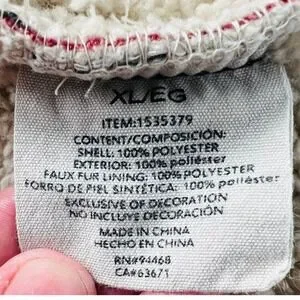 XL/EG
ITEM:1535379
CONTENT/COMPOSICIÓN:
SHELL: 100% POLYESTER
EXTERIOR: 100% poliéster
FAUX FUR LINING: 100% POLYESTER
FORRO DE PIEL SINTÉTICA: 100% poliéster
EXCLUSIVE OF DECORATION
NO INCLUYE DECORACIÓN
MADE IN CHINA
HECHO EN CHINA
RN#94468
CA#63671